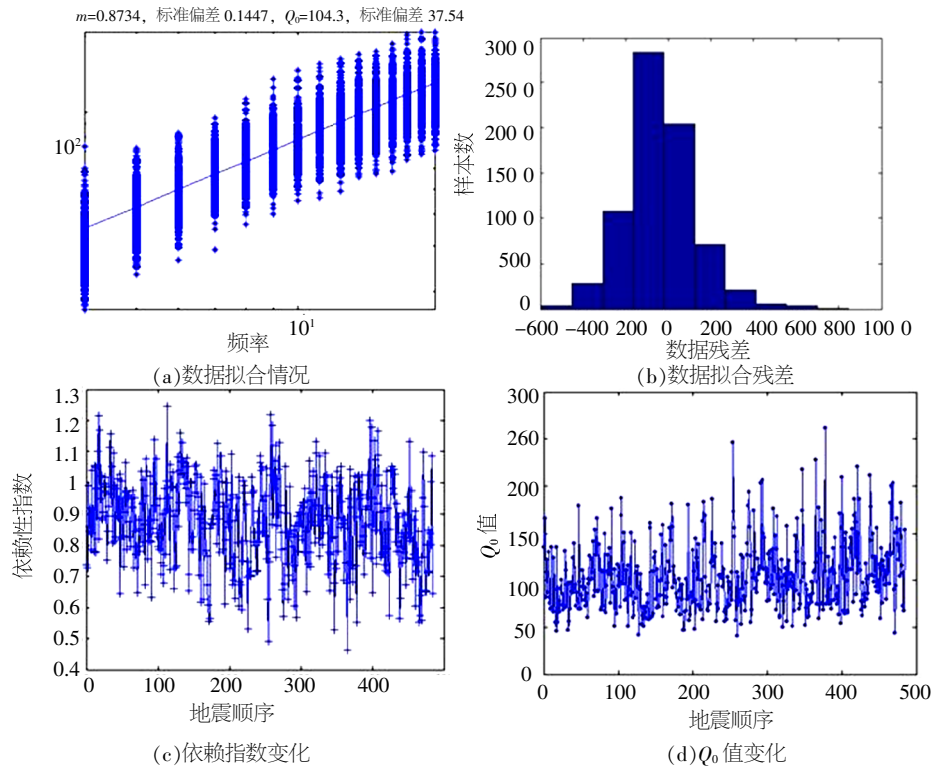 m=0.8734，标准偏差 0.1447，Q₀=104.3，标准偏差 37.54
10²
10¹
频率
(a)数据拟合情况
300 0
250 0
200 0
150 0
100 0
500
0
样本数
-600 -400 200 0 200 400 600 800 100 0
数据残差
(b)数据拟合残差
1.3
1.2
1.1
1
0.9
0.8
0.7
0.6
0.5
0.4
依赖性指数
0 100 200 300 400
地震顺序
(c)依赖指数变化
300
260
200
150
100
50
0
Q₀ 值
0 100 200 300 400 500
地震顺序
(d)Q₀ 值变化